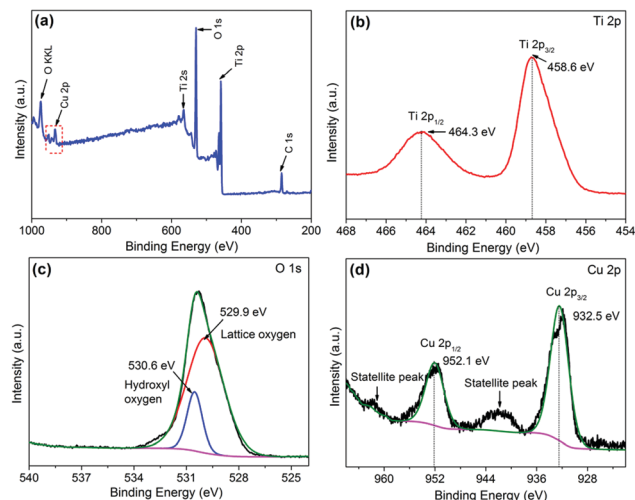 (a)
O KKL
Cu 2p
Ti 2s
O 1s
Ti 2p
C 1s
Intensity (a.u.)
1000 800 600 400 200
Binding Energy (eV)
(b)
Ti 2p
Ti 2p3/2
458.6 eV
Ti 2p1/2
464.3 eV
Intensity (a.u.)
468 466 464 462 460 458 456 454
Binding Energy (eV)
(c)
O 1s
529.9 eV
Lattice oxygen
530.6 eV
Hydroxyl
oxygen
Intensity (a.u.)
540 537 534 531 528 525
Binding Energy (eV)
(d)
Cu 2p
Cu 2p3/2
932.5 eV
Cu 2p1/2
952.1 eV
Statellite peak
Statellite peak
Intensity (a.u.)
960 952 944 936 928
Binding Energy (eV)